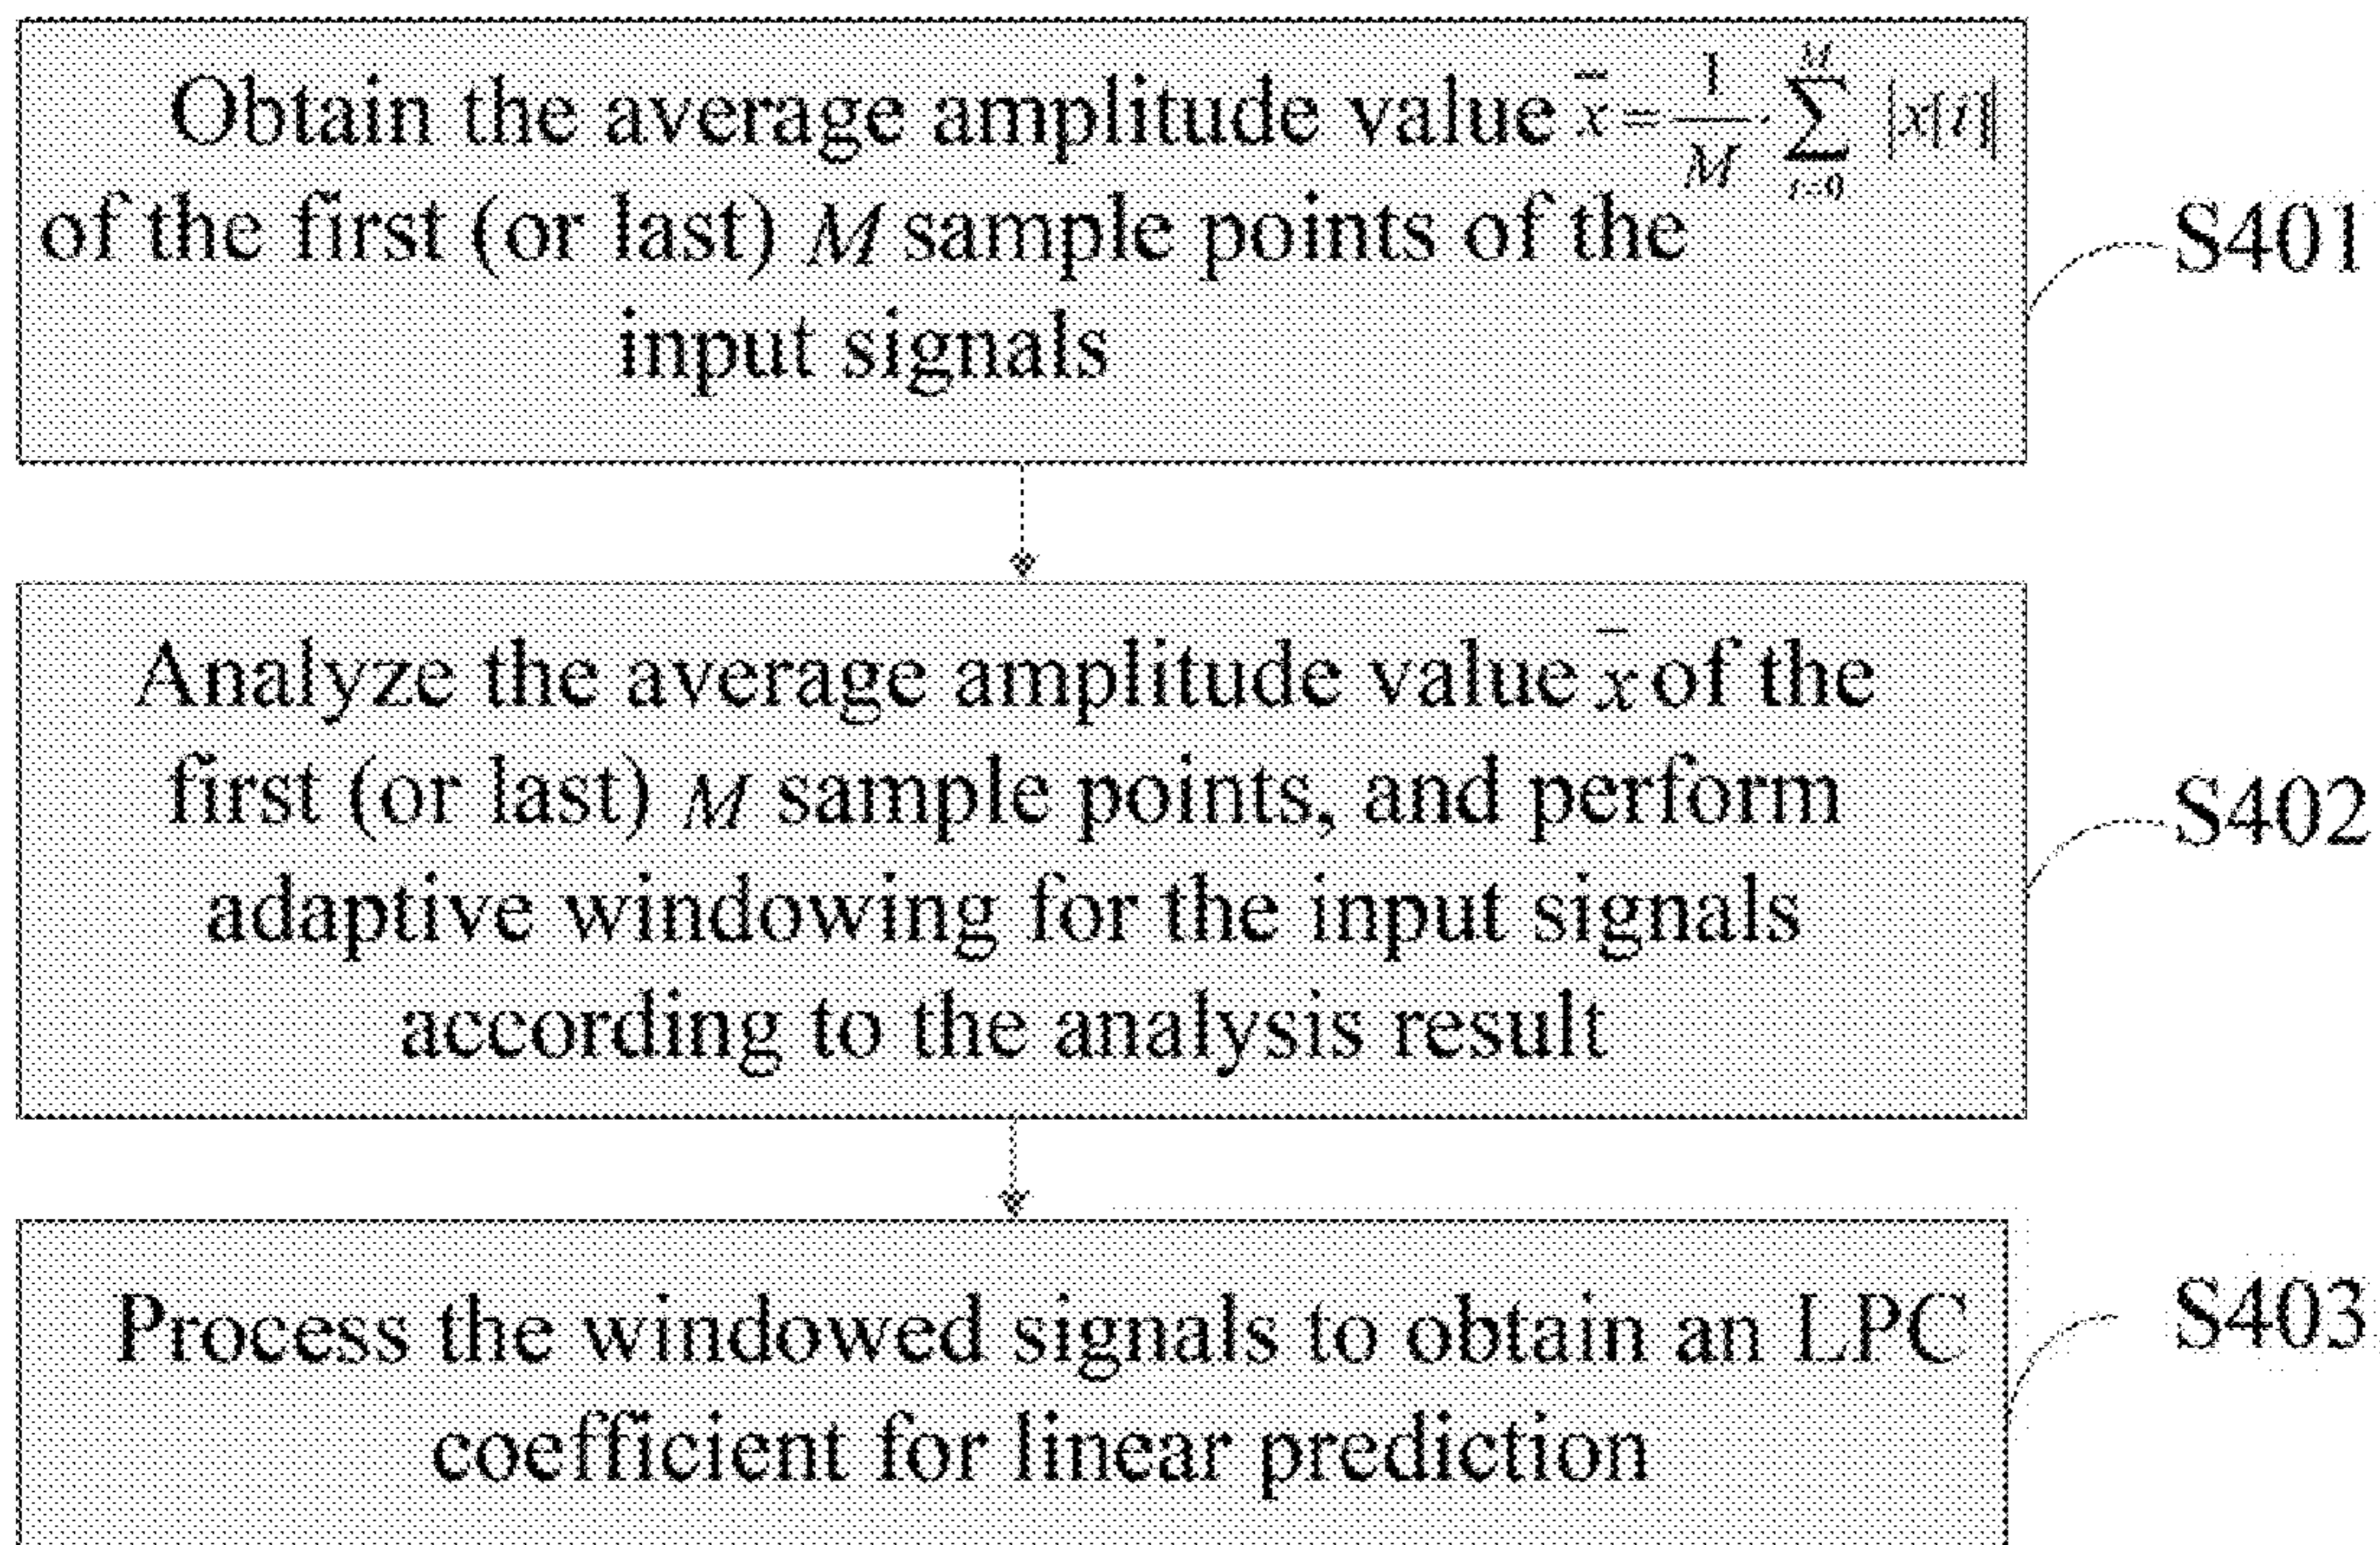 Obtain the average amplitude value x̄ = 1/M · ∑_{i=0}^{M} |x[i]|
of the first (or last) M sample points of the
input signals
S401
Analyze the average amplitude value x̄ of the
first (or last) M sample points, and perform
adaptive windowing for the input signals
according to the analysis result
S402
Process the windowed signals to obtain an LPC
coefficient for linear prediction
S403